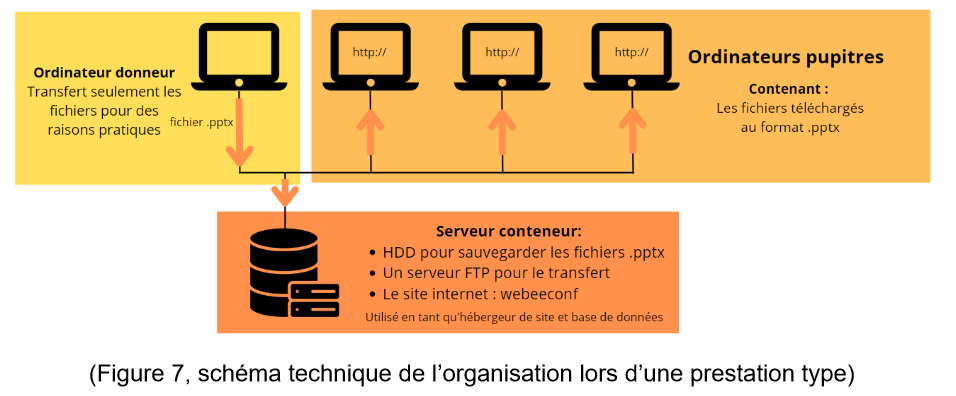 Ordinateur donneur
Transfert seulement les
fichiers pour des
raisons pratiques
fichier .pptx
http://
http://
http://
Ordinateurs pupitres
Contenant :
Les fichiers téléchargés
au format .pptx
Serveur conteneur:
• HDD pour sauvegarder les fichiers .pptx
• Un serveur FTP pour le transfert
• Le site internet : webeeconf
Utilisé en tant qu'hébergeur de site et base de données
(Figure 7, schéma technique de l’organisation lors d’une prestation type)